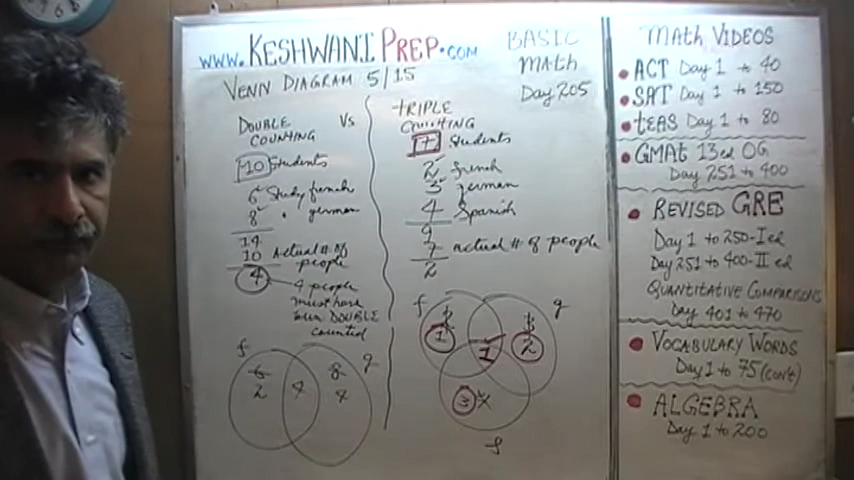 www.KESHWANIPREP.com
VENN DIAGRAM 5/15
BASIC
Math
Day 205
DOUBLE
COUNTING
Vs
10 Students
6 Study french
8 " german
14
10 Actual # of
people
4 4 people
must have
been DOUBLE
counted
f
g
6
2
4
8
4
TRIPLE
COUNTING
7 Students
2 french
3 german
4 Spanish
9
7 actual # of people
2
f
g
1
1
2
3
4
MATH VIDEOS
ACT Day 1 to 40
SAT Day 1 to 150
TEAS Day 1 to 80
GMAt 13ed OG
Day 251 to 400
REVISED GRE
Day 1 to 250-I ed
Day 251 to 400-II ed
QUANTITATIVE COMPARISONS
Day 401 to 470
VOCABULARY WORDS
Day 1 to 75 (con't)
ALGEBRA
Day 1 to 200